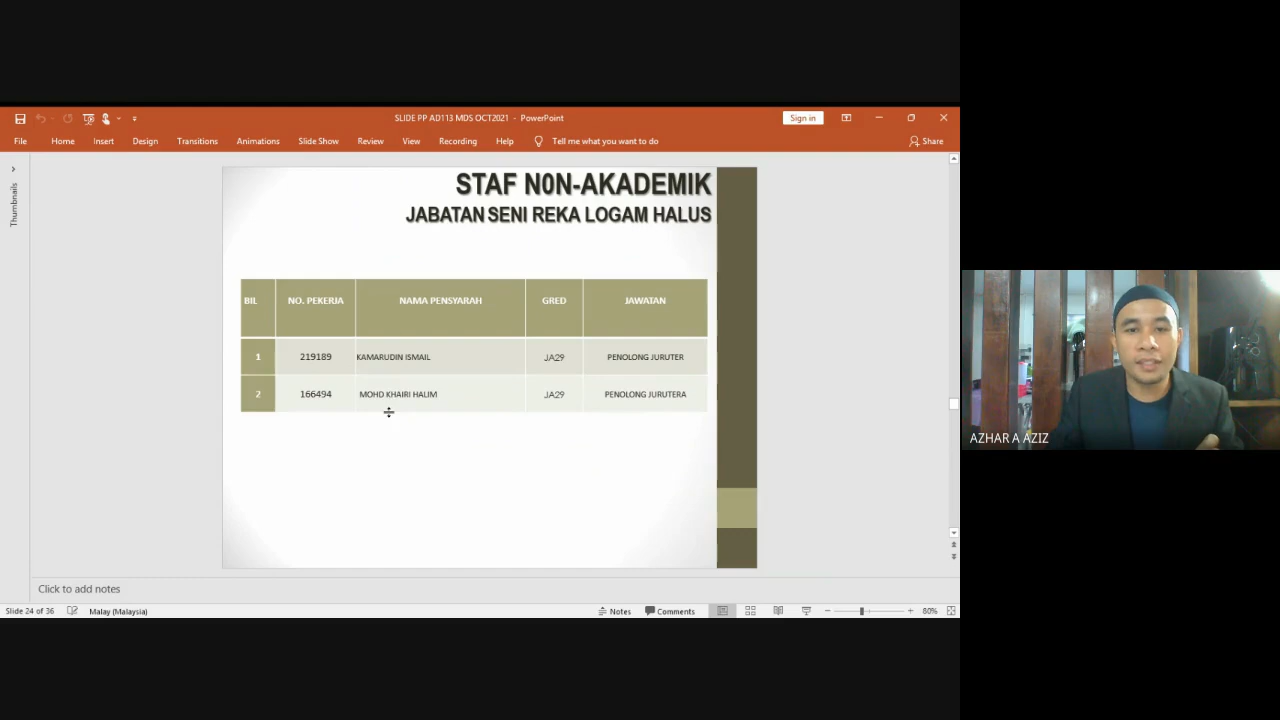 SLIDE PP AD113 MDS OCT2021 - PowerPoint
Sign in
File Home Insert Design Transitions Animations Slide Show Review View Recording Help Tell me what you want to do Share
Thumbnails
STAF N0N-AKADEMIK
JABATAN SENI REKA LOGAM HALUS
BIL NO. PEKERJA NAMA PENSYARAH GRED JAWATAN
1 219189 KAMARUDIN ISMAIL JA29 PENOLONG JURUTER
2 166494 MOHD KHAIRI HALIM JA29 PENOLONG JURUTERA
AZHAR A AZIZ
Click to add notes
Slide 24 of 36 Malay (Malaysia) Notes Comments 80%